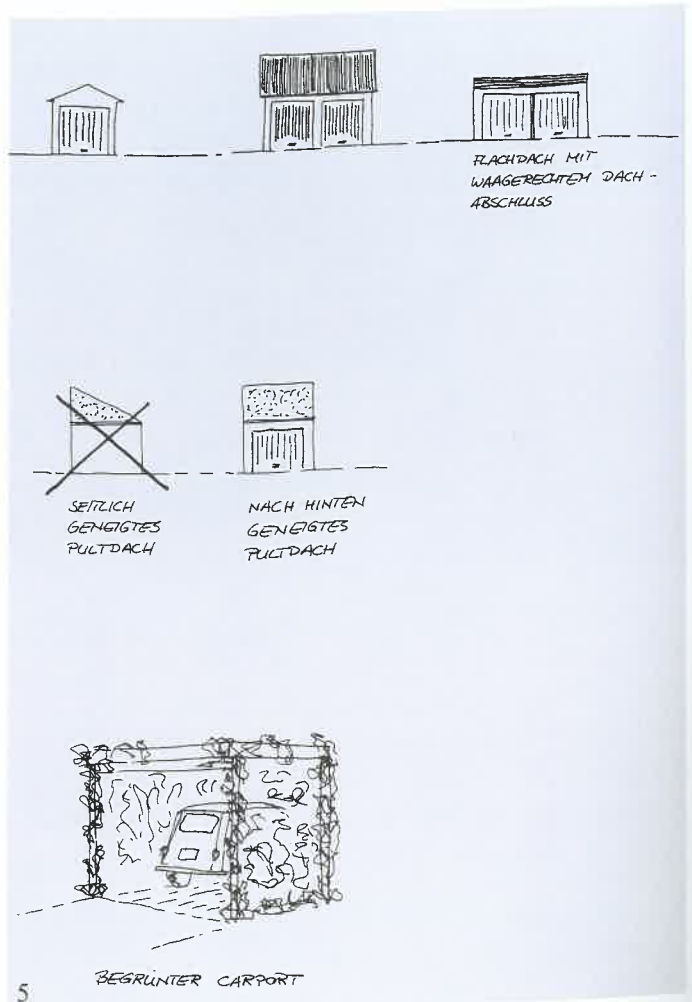 FLACHDACH MIT
WAAGERECHTEM DACH-
ABSCHLUSS
SEITLICH
GENEIGTES
PULTDACH
NACH HINTEN
GENEIGTES
PULTDACH
BEGRÜNTER CARPORT
5